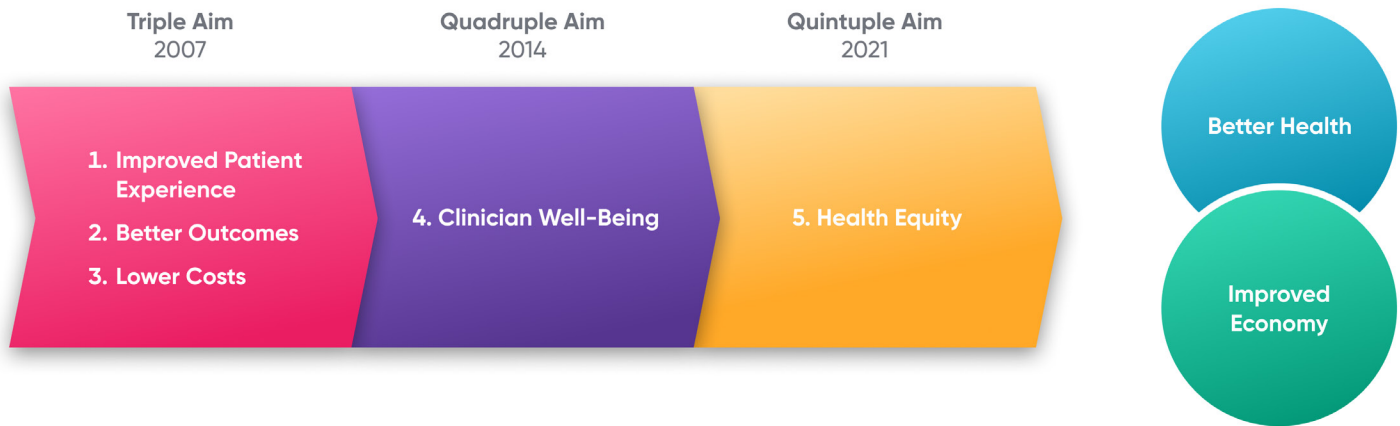 Triple Aim
2007
Quadruple Aim
2014
Quintuple Aim
2021
1. Improved Patient
Experience
2. Better Outcomes
3. Lower Costs
4. Clinician Well-Being
5. Health Equity
Better Health
Improved
Economy